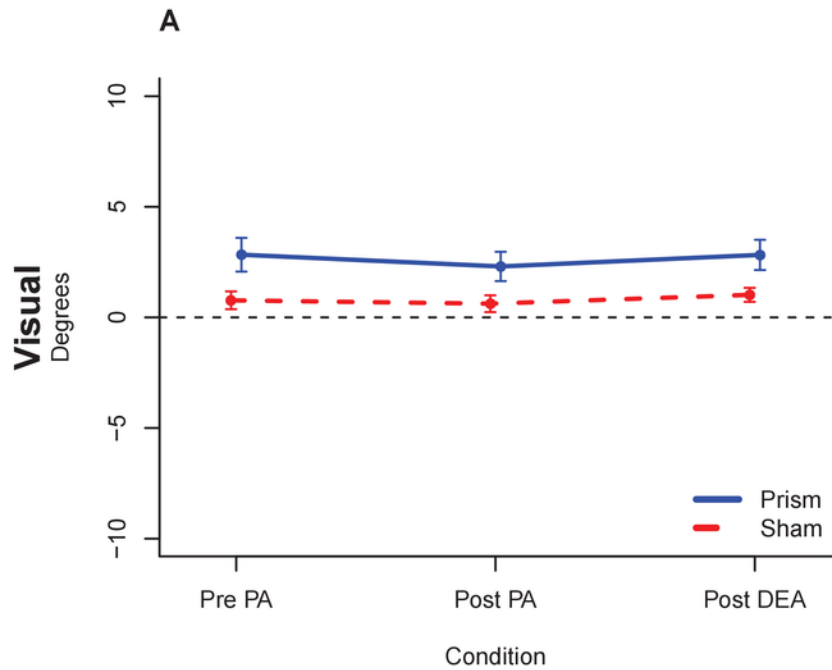 A
10
5
0
−5
−10
Visual
Degrees
Prism
Sham
Pre PA
Post PA
Post DEA
Condition